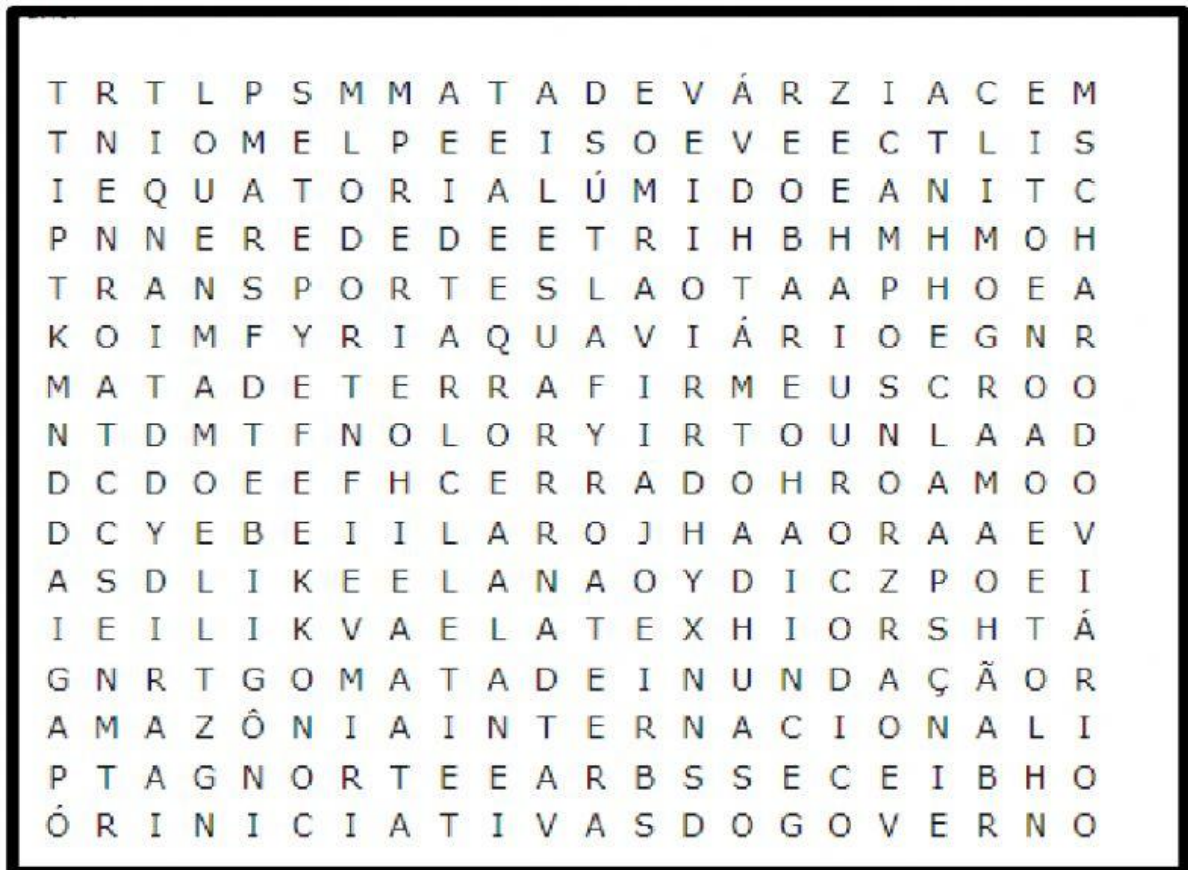 T R T L P S M M A T A D E V Á R Z I A C E M
T N I O M E L P E E I S O E V E E C T L I S
I E Q U A T O R I A L Ú M I D O E A N I T C
P N N E R E D E D E E T R I H B H M H M O H
T R A N S P O R T E S L A O T A A P H O E A
K O I M F Y R I A Q U A V I Á R I O E G N R
M A T A D E T E R R A F I R M E U S C R O O
N T D M T F N O L O R Y I R T O U N L A A D
D C D O E E F H C E R R A D O H R O A M O O
D C Y E B E I I L A R O J H A A O R A A E V
A S D L I K E E L A N A O Y D I C Z P O E I
I E I L I K V A E L A T E X H I O R S H T Á
G N R T G O M A T A D E I N U N D A Ç Ã O R
A M A Z Ô N I A I N T E R N A C I O N A L I
P T A G N O R T E E A R B S S E C E I B H O
Ó R I N I C I A T I V A S D O G O V E R N O